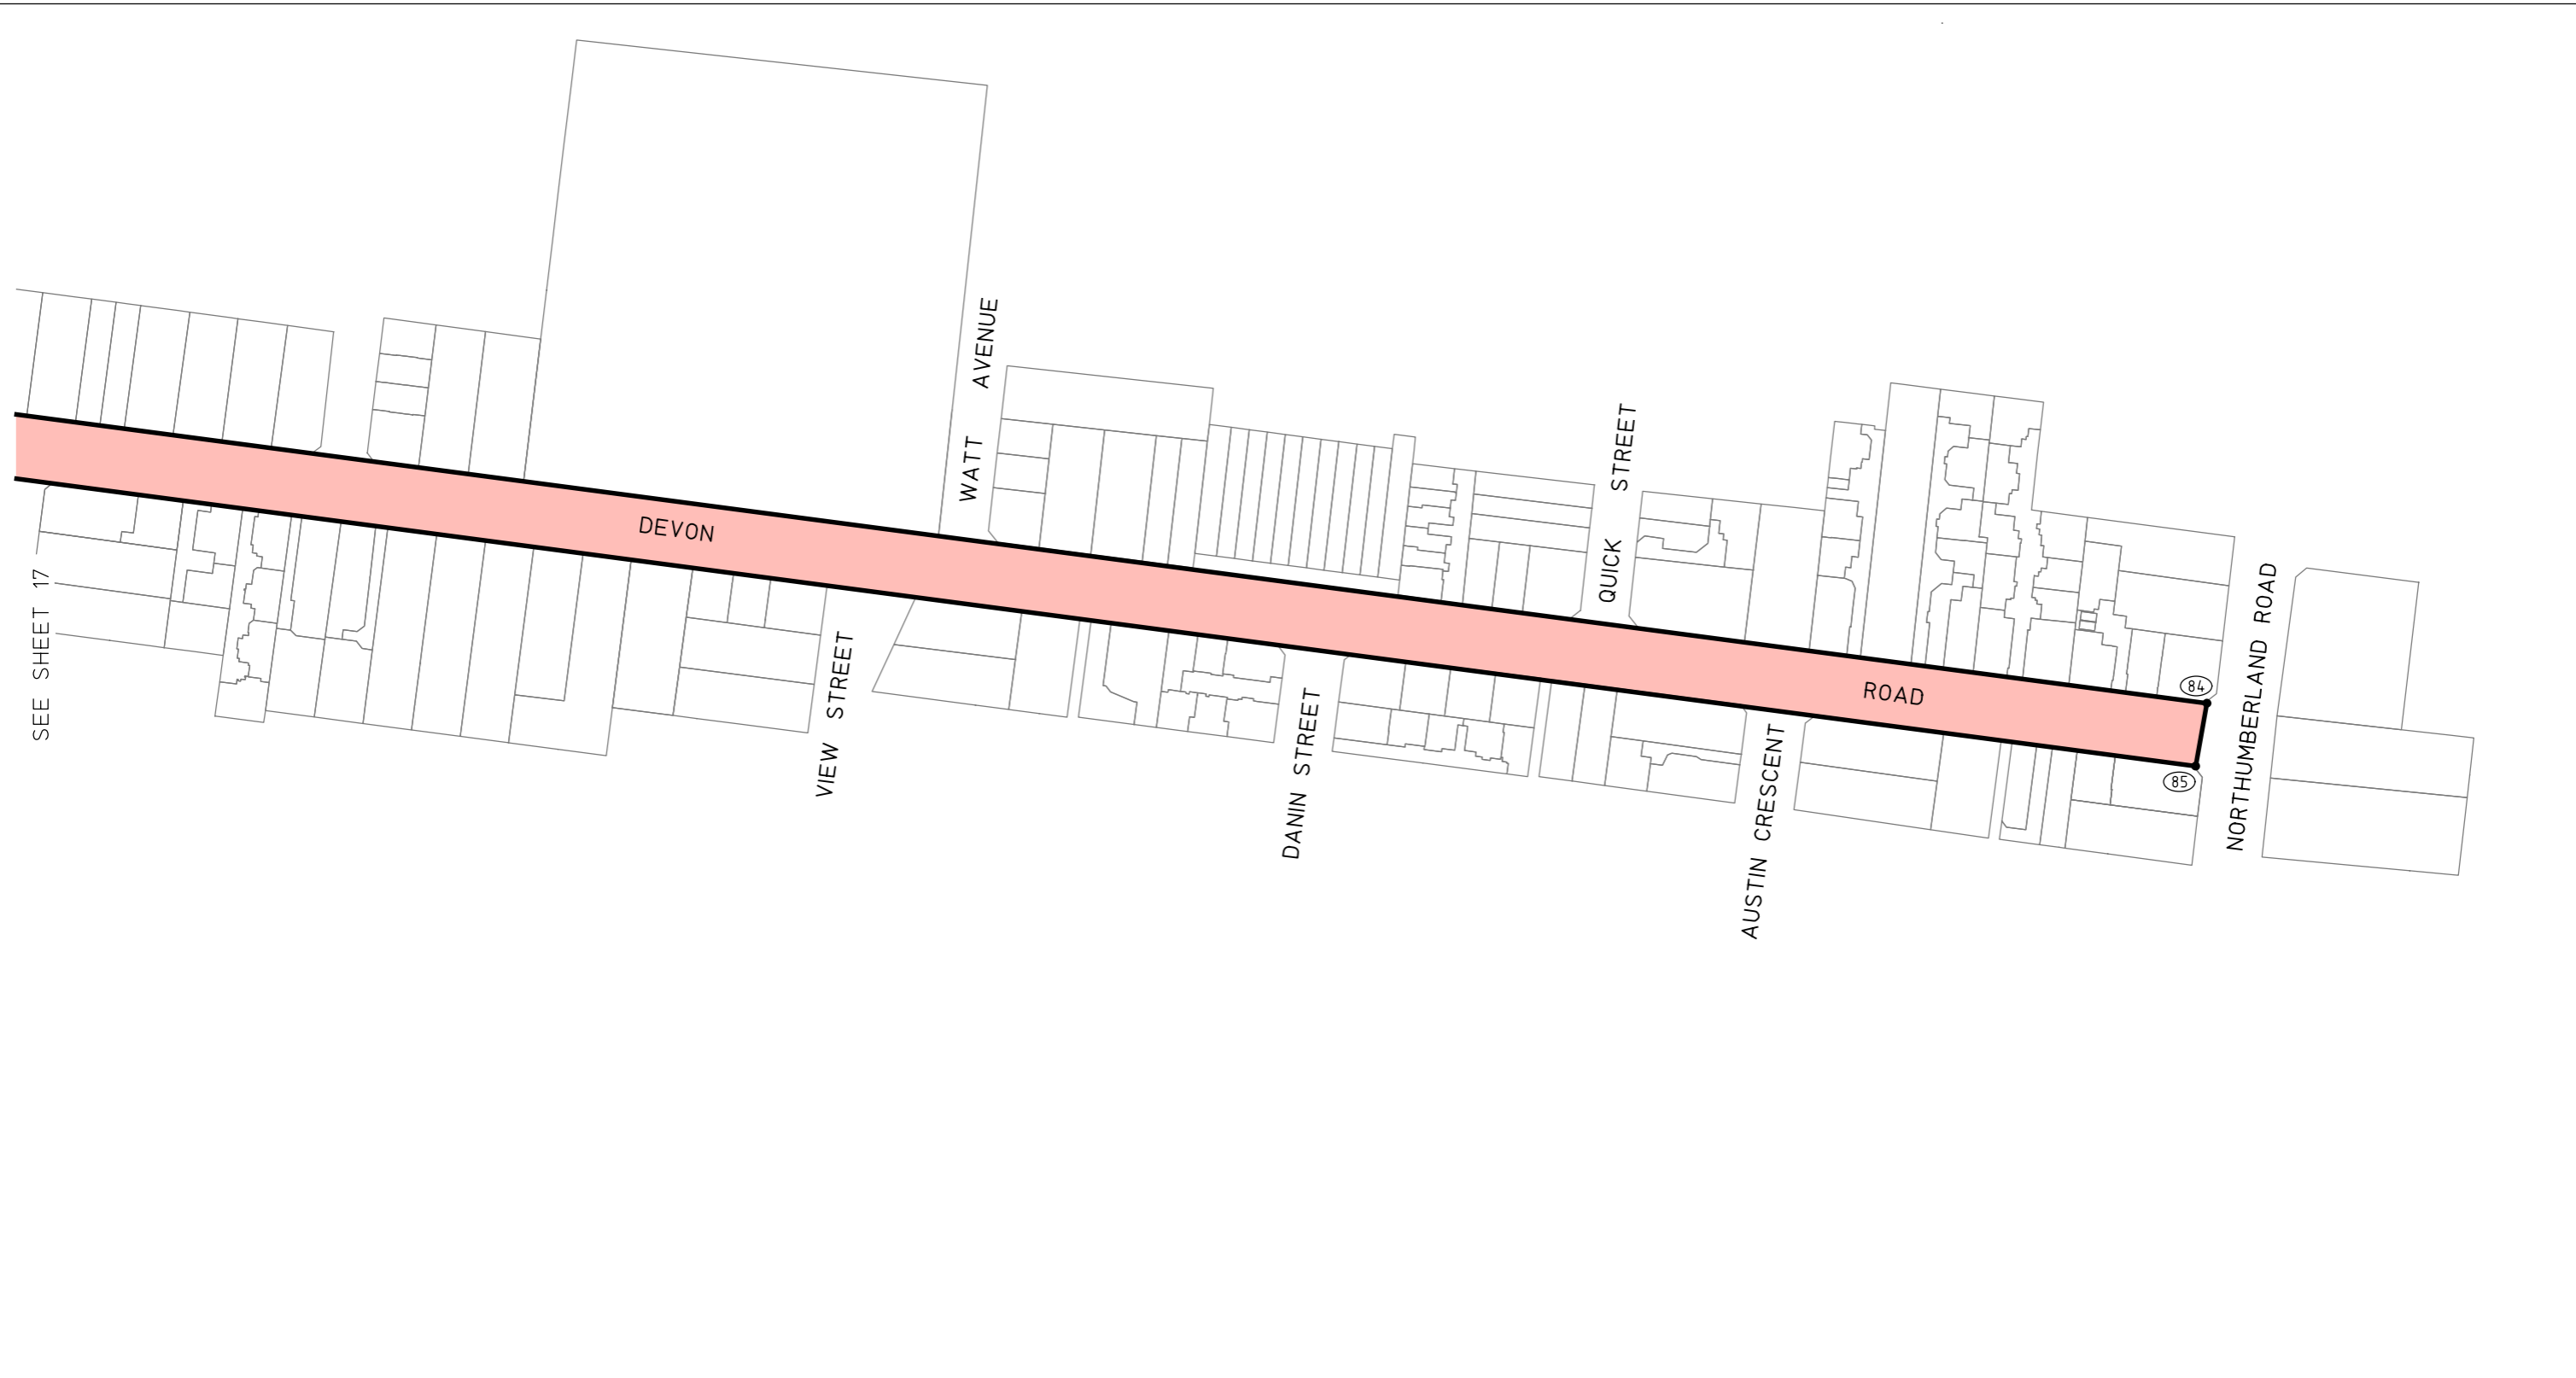 WATT AVENUE
QUICK STREET
DEVON ROAD
SEE SHEET 17
VIEW STREET
DANIN STREET
AUSTIN CRESCENT
NORTHUMBERLAND ROAD
84
85